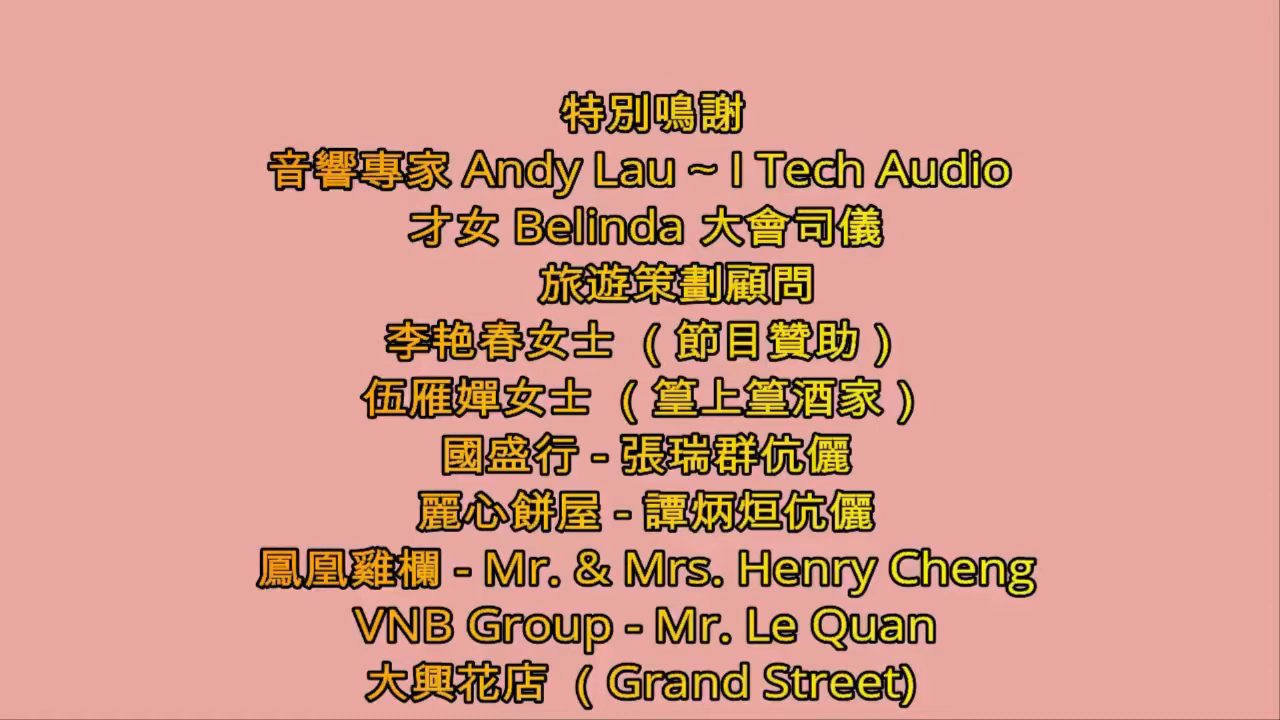 特別鳴謝
音響專家 Andy Lau ~ I Tech Audio
才女 Belinda 大會司儀
旅遊策劃顧問
李艳春女士 ( 節目贊助 )
伍雁嬋女士 ( 篁上篁酒家 )
國盛行 - 張瑞群伉儷
麗心餅屋 - 譚炳烜伉儷
鳳凰雞欄 - Mr. & Mrs. Henry Cheng
VNB Group - Mr. Le Quan
大興花店 ( Grand Street)